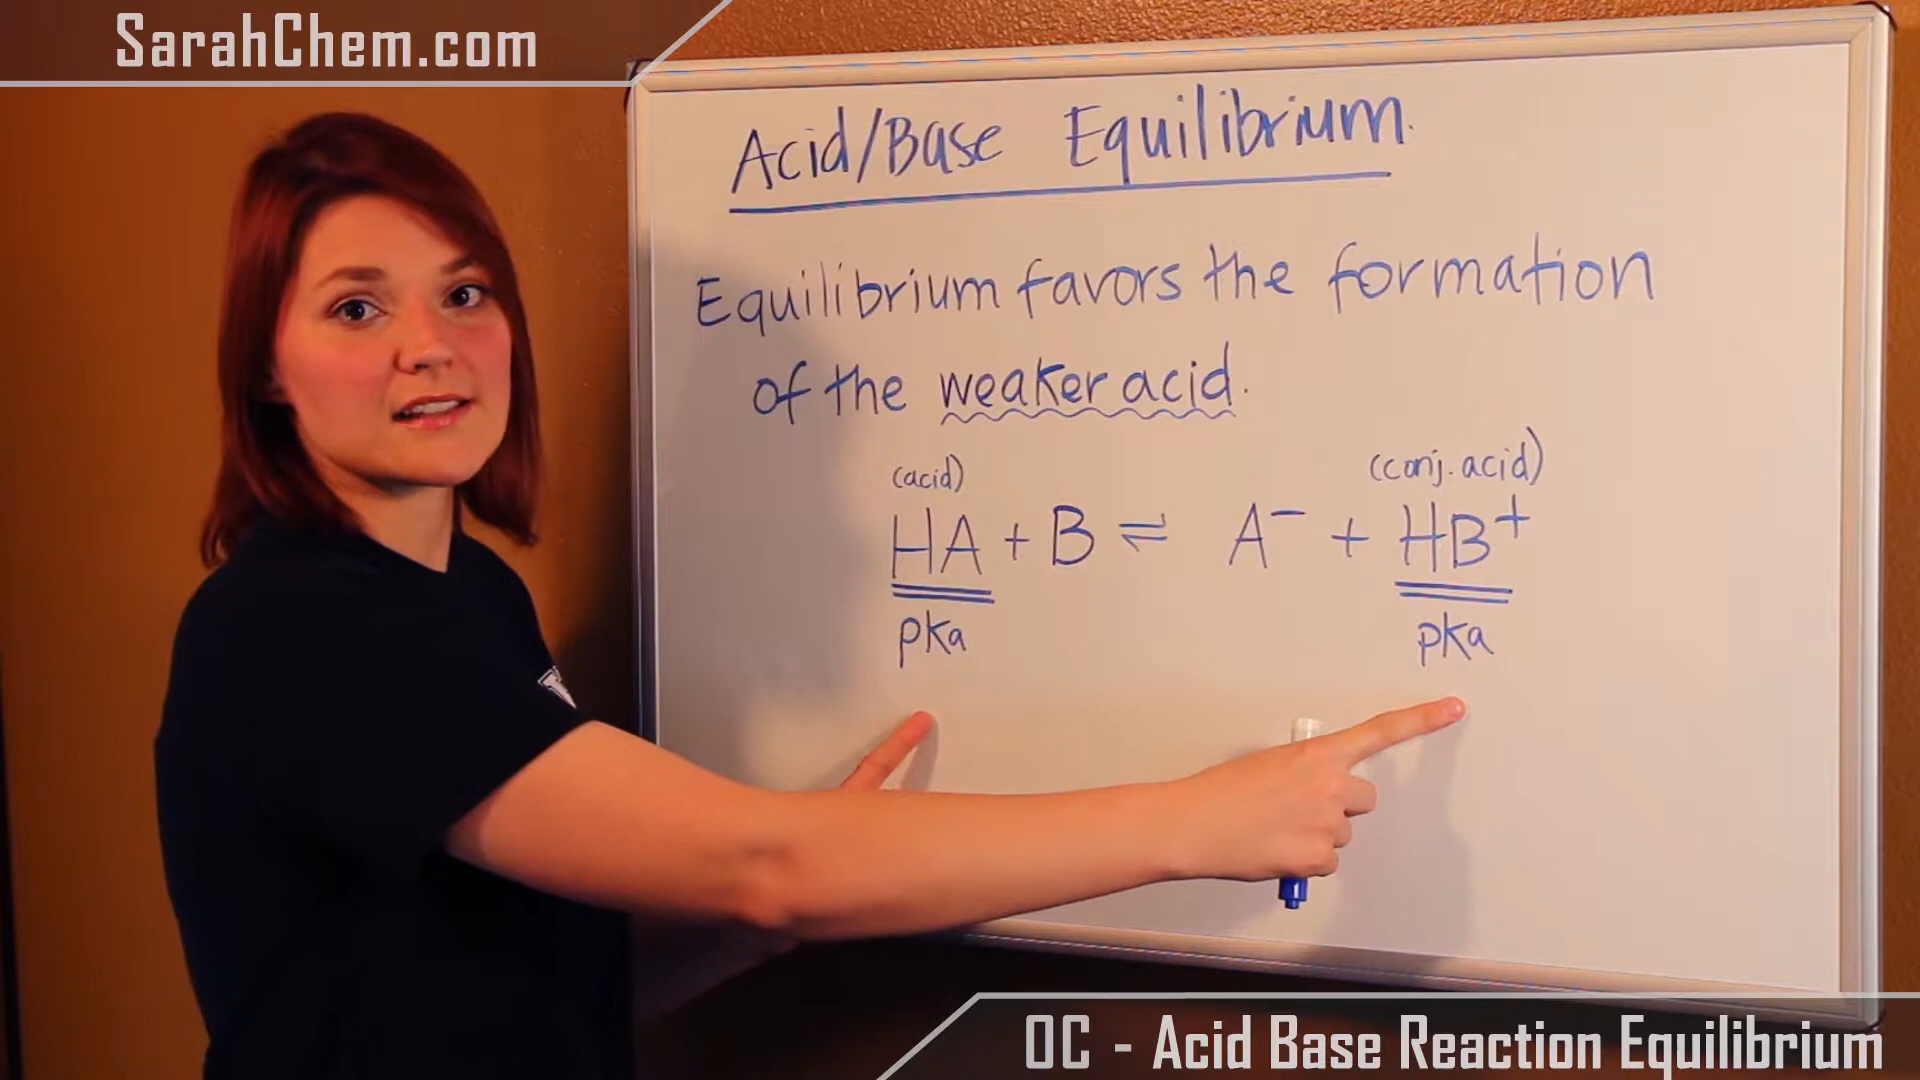 SarahChem.com
Acid/Base Equilibrium.
Equilibrium favors the formation
of the weaker acid.
(acid) (conj. acid)
HA + B ⇌ A⁻ + HB⁺
pKa pKa
OC - Acid Base Reaction Equilibrium